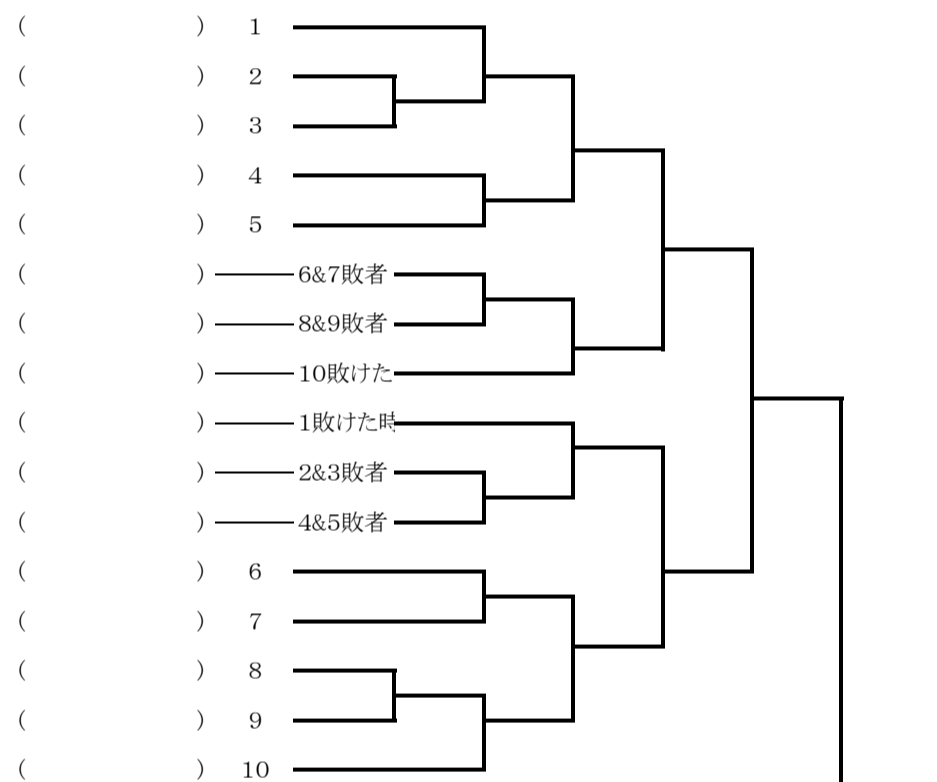 ( ) 1
( ) 2
( ) 3
( ) 4
( ) 5
( ) 6&7敗者
( ) 8&9敗者
( ) 10敗けた
( ) 1敗けた時
( ) 2&3敗者
( ) 4&5敗者
( ) 6
( ) 7
( ) 8
( ) 9
( ) 10